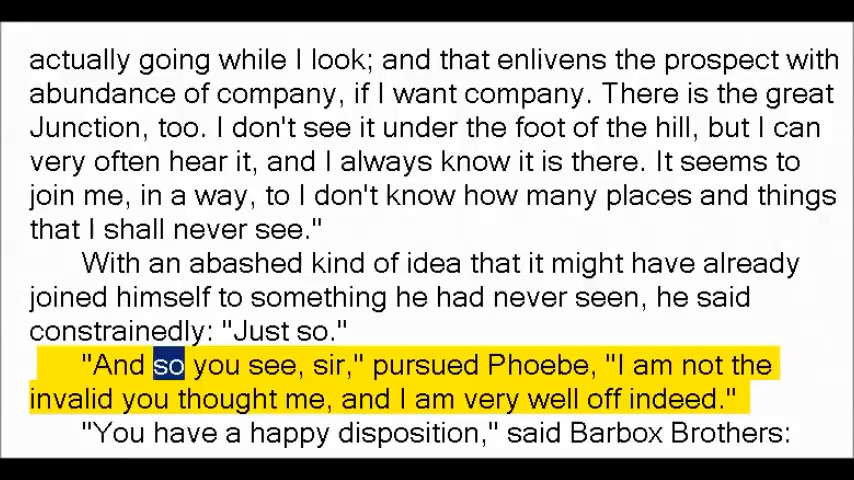 actually going while I look; and that enlivens the prospect with
abundance of company, if I want company. There is the great
Junction, too. I don't see it under the foot of the hill, but I can
very often hear it, and I always know it is there. It seems to
join me, in a way, to I don't know how many places and things
that I shall never see."
With an abashed kind of idea that it might have already
joined himself to something he had never seen, he said
constrainedly: "Just so."
"And so you see, sir," pursued Phoebe, "I am not the
invalid you thought me, and I am very well off indeed."
"You have a happy disposition," said Barbox Brothers: